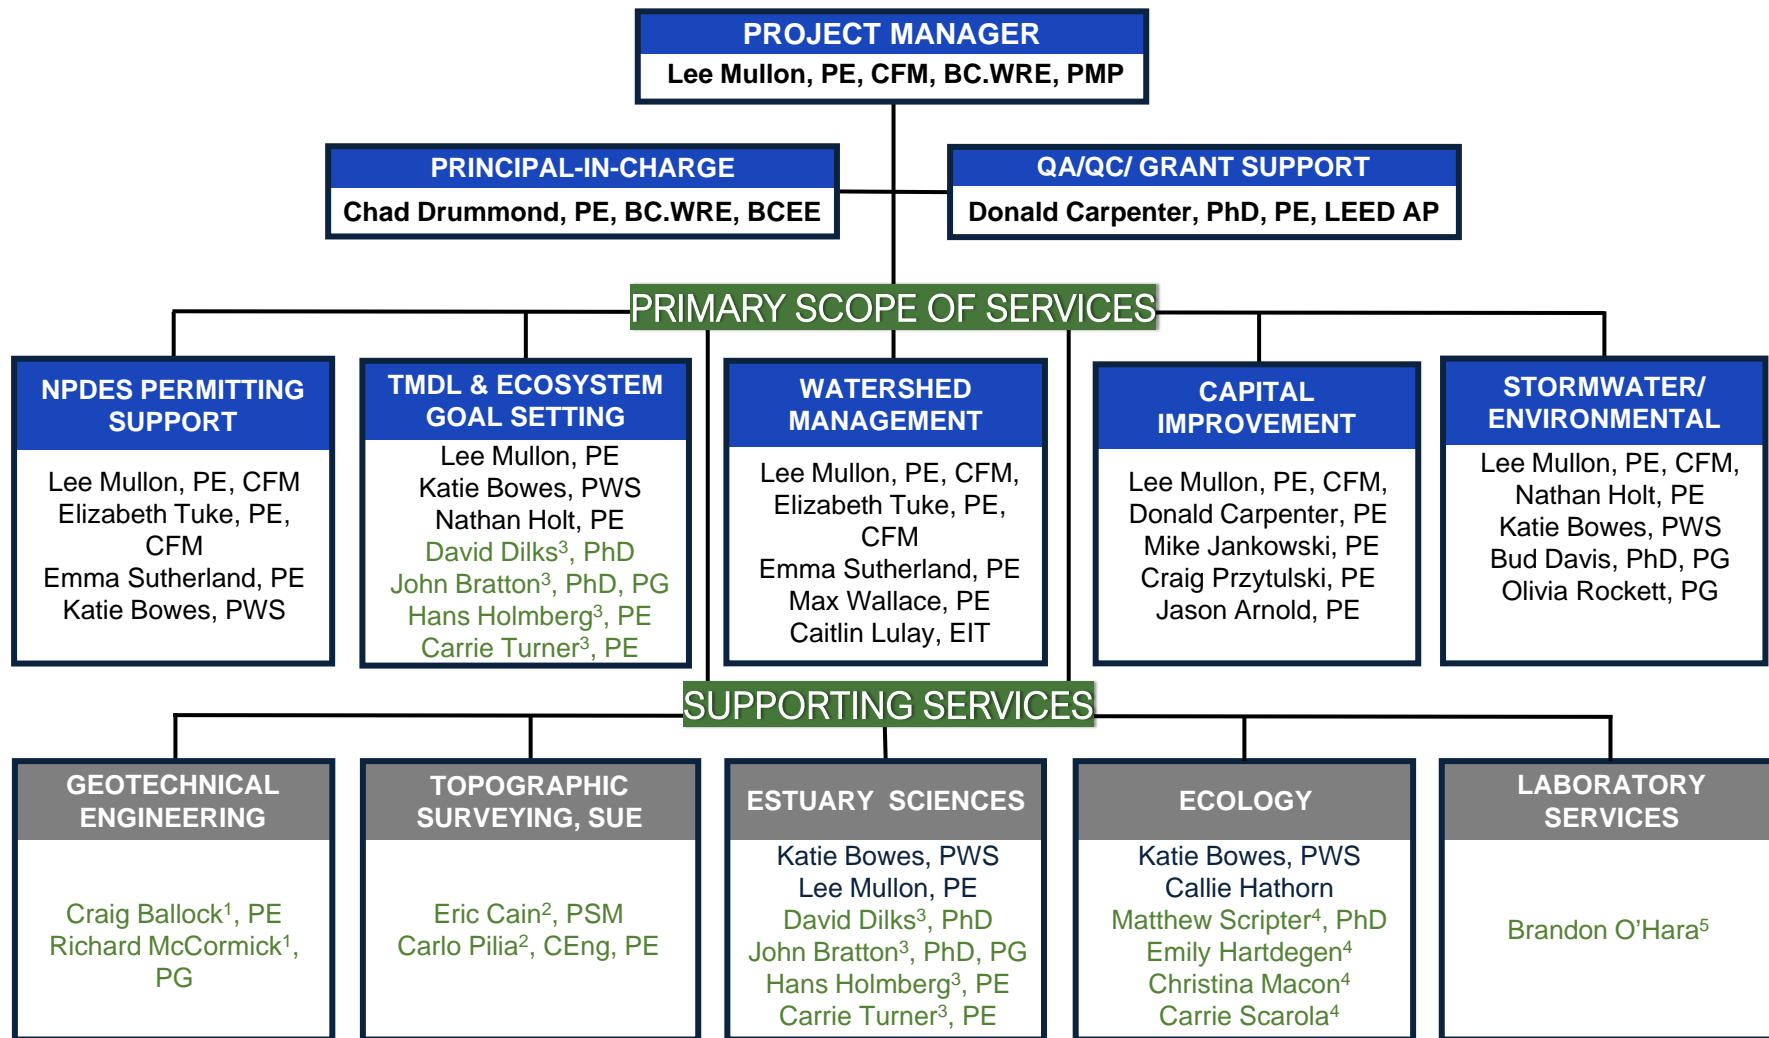 PROJECT MANAGER
Lee Mullon, PE, CFM, BC.WRE, PMP
PRINCIPAL-IN-CHARGE
Chad Drummond, PE, BC.WRE, BCEE
QA/QC/ GRANT SUPPORT
Donald Carpenter, PhD, PE, LEED AP
PRIMARY SCOPE OF SERVICES
NPDES PERMITTING
SUPPORT
Lee Mullon, PE, CFM
Elizabeth Tuke, PE,
CFM
Emma Sutherland, PE
Katie Bowes, PWS
TMDL & ECOSYSTEM
GOAL SETTING
Lee Mullon, PE
Katie Bowes, PWS
Nathan Holt, PE
David Dilks³, PhD
John Bratton³, PhD, PG
Hans Holmberg³, PE
Carrie Turner³, PE
WATERSHED
MANAGEMENT
Lee Mullon, PE, CFM,
Elizabeth Tuke, PE,
CFM
Emma Sutherland, PE
Max Wallace, PE
Caitlin Lulay, EIT
CAPITAL
IMPROVEMENT
Lee Mullon, PE, CFM,
Donald Carpenter, PE
Mike Jankowski, PE
Craig Przytulski, PE
Jason Arnold, PE
STORMWATER/
ENVIRONMENTAL
Lee Mullon, PE, CFM,
Nathan Holt, PE
Katie Bowes, PWS
Bud Davis, PhD, PG
Olivia Rockett, PG
SUPPORTING SERVICES
GEOTECHNICAL
ENGINEERING
Craig Ballock¹, PE
Richard McCormick¹,
PG
TOPOGRAPHIC
SURVEYING, SUE
Eric Cain², PSM
Carlo Pilia², CEng, PE
ESTUARY SCIENCES
Katie Bowes, PWS
Lee Mullon, PE
David Dilks³, PhD
John Bratton³, PhD, PG
Hans Holmberg³, PE
Carrie Turner³, PE
ECOLOGY
Katie Bowes, PWS
Callie Hathorn
Matthew Scripter⁴, PhD
Emily Hartdegen⁴
Christina Macon⁴
Carrie Scarola⁴
LABORATORY
SERVICES
Brandon O’Hara⁵